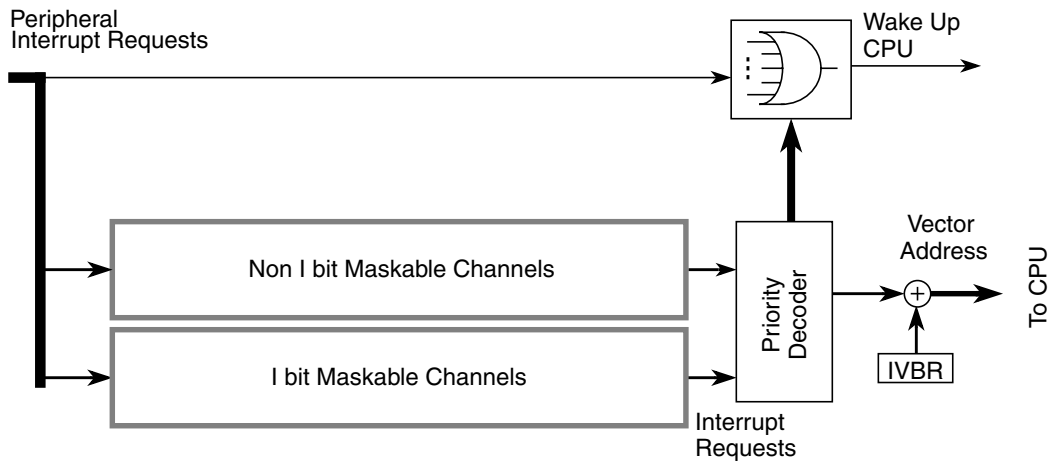 Peripheral
Interrupt Requests
Wake Up
CPU
Non I bit Maskable Channels
I bit Maskable Channels
Priority
Decoder
Interrupt
Requests
Vector
Address
IVBR
To CPU